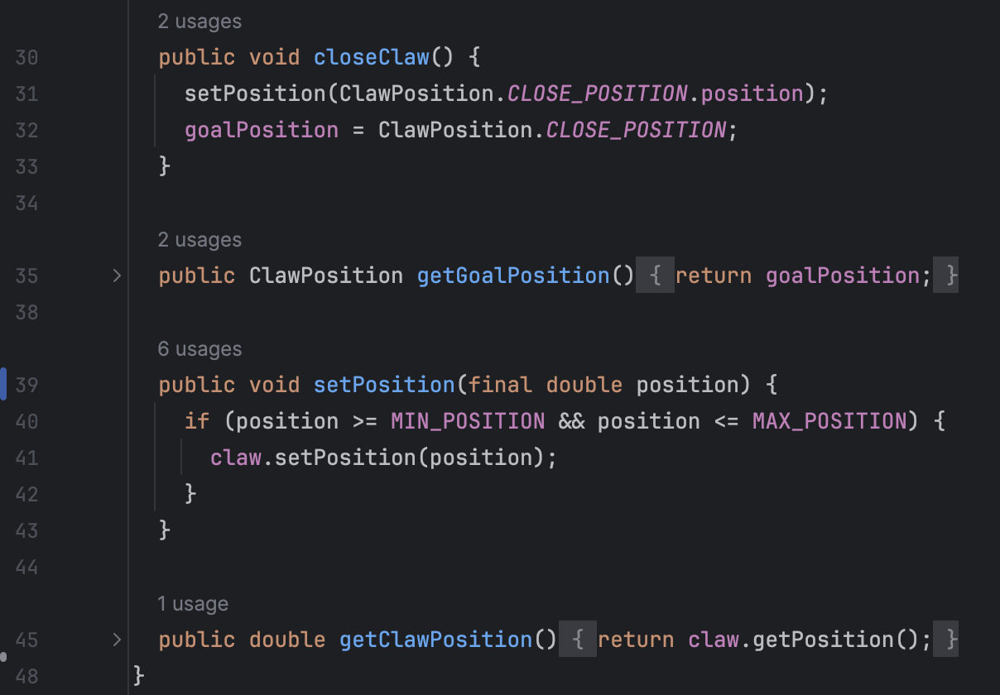 2 usages
30 public void closeClaw() {
31 setPosition(ClawPosition.CLOSE_POSITION.position);
32 goalPosition = ClawPosition.CLOSE_POSITION;
33 }
34
2 usages
35 public ClawPosition getGoalPosition() { return goalPosition; }
38
6 usages
39 public void setPosition(final double position) {
40 if (position >= MIN_POSITION && position <= MAX_POSITION) {
41 claw.setPosition(position);
42 }
43 }
44
1 usage
45 public double getClawPosition() { return claw.getPosition(); }
48 }